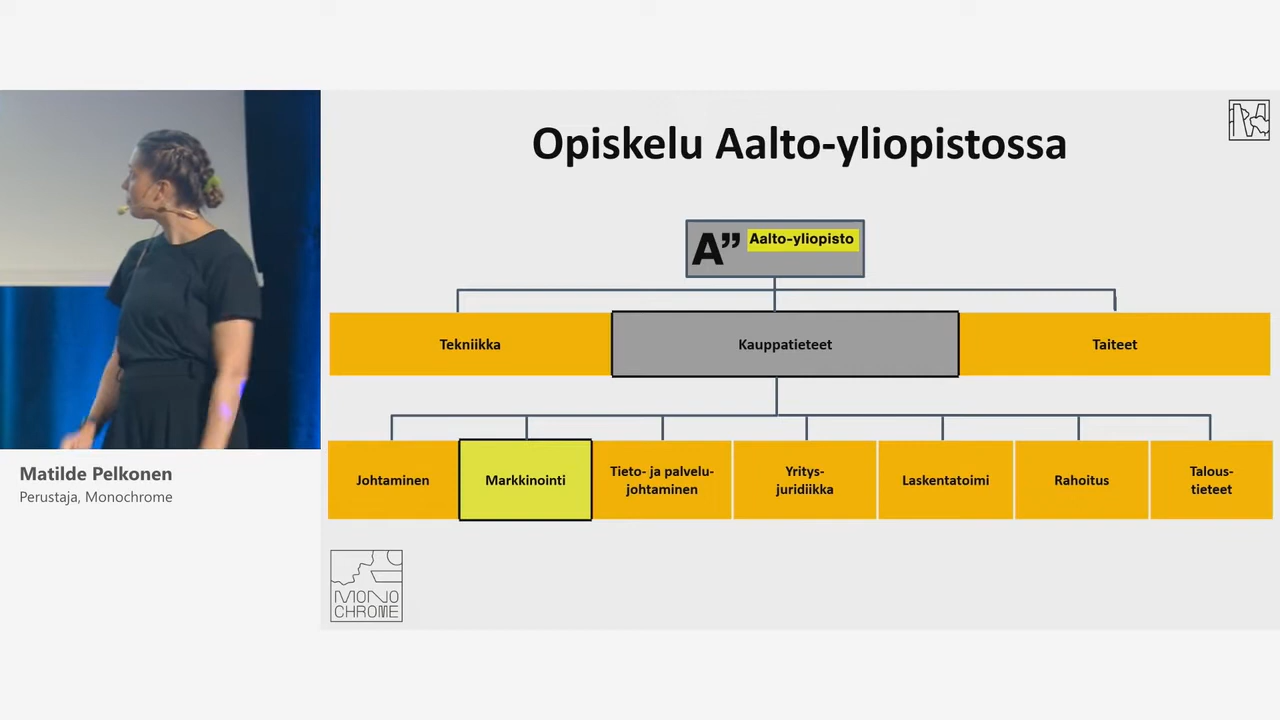 Opiskelu Aalto-yliopistossa
A” Aalto-yliopisto
Tekniikka
Kauppatieteet
Taiteet
Johtaminen
Markkinointi
Tieto- ja palvelu-
johtaminen
Yritys-
juridiikka
Laskentatoimi
Rahoitus
Talous-
tieteet
Matilde Pelkonen
Perustaja, Monochrome
MONO
CHROME